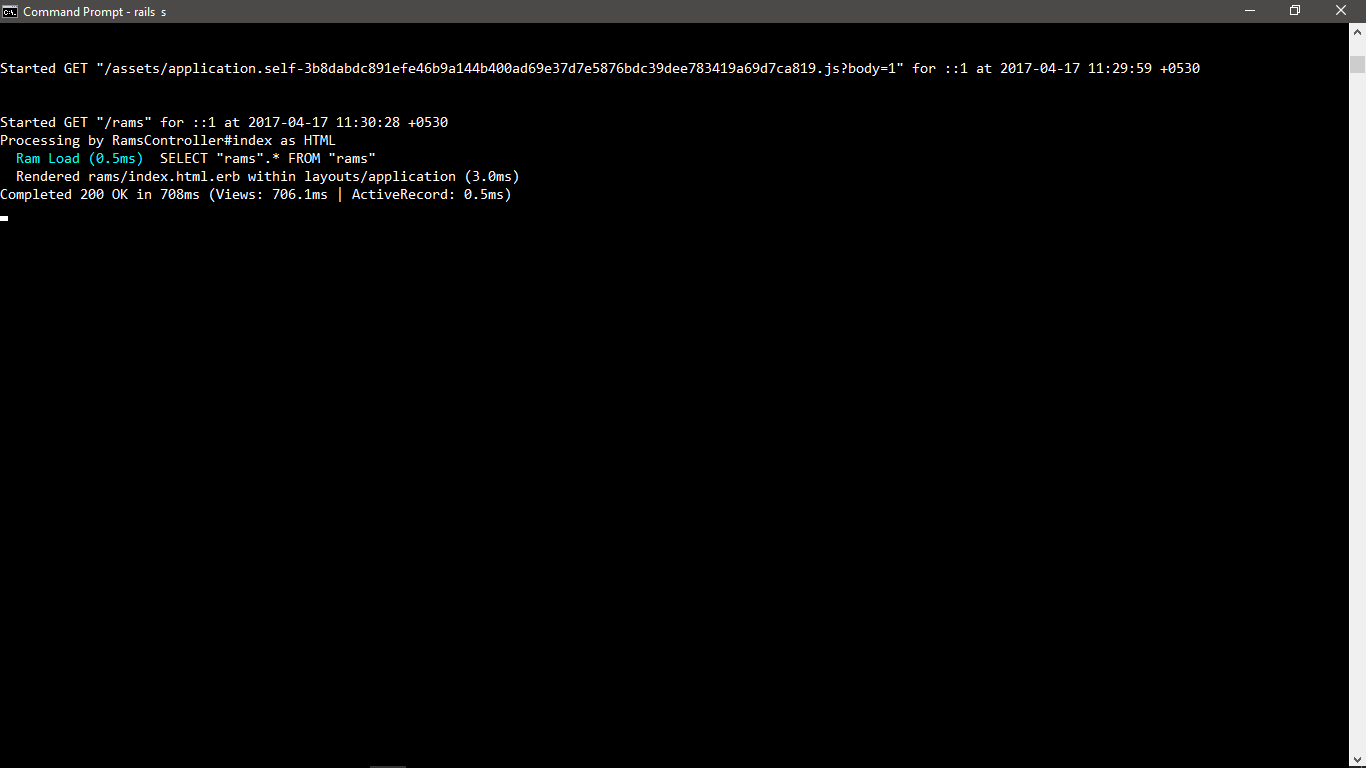 Command Prompt - rails  s
Started GET "/assets/application.self-3b8dabdc891efe46b9a144b400ad69e37d7e5876bdc39dee783419a69d7ca819.js?body=1" for ::1 at 2017-04-17 11:29:59 +0530
Started GET "/rams" for ::1 at 2017-04-17 11:30:28 +0530
Processing by RamsController#index as HTML
  Ram Load (0.5ms)  SELECT "rams".* FROM "rams"
  Rendered rams/index.html.erb within layouts/application (3.0ms)
Completed 200 OK in 708ms (Views: 706.1ms | ActiveRecord: 0.5ms)